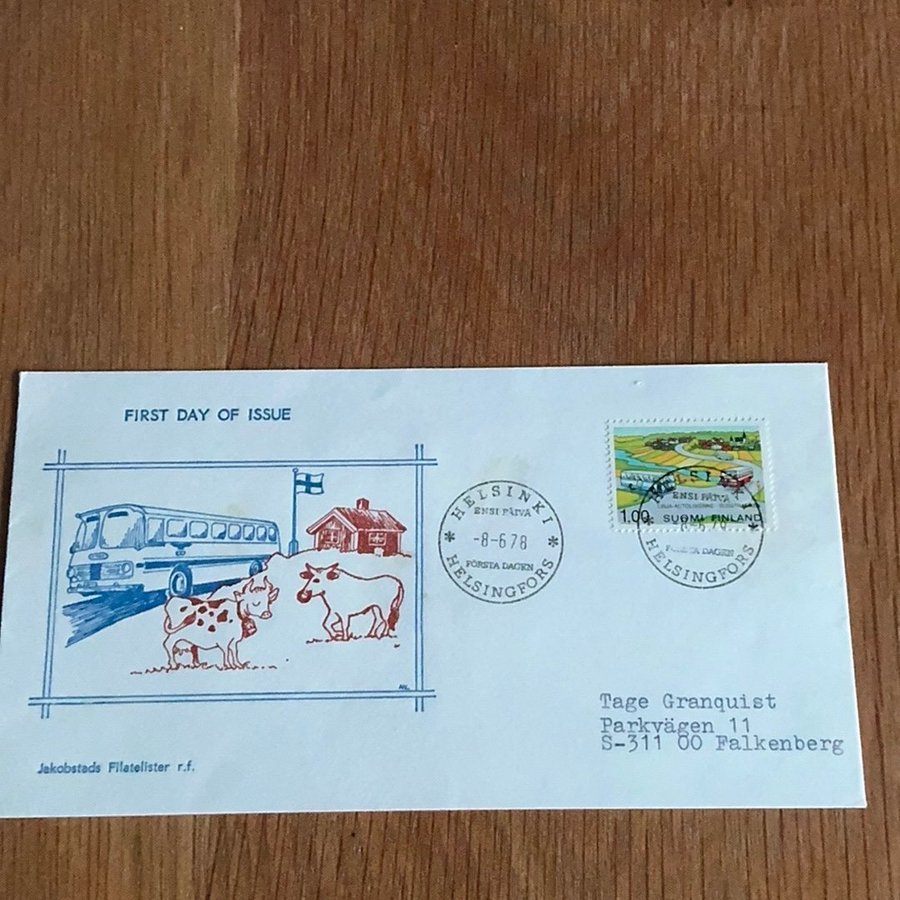 FIRST DAY OF ISSUE
HELSINKI
ENSI PÄIVÄ
-8-6.78
FÖRSTA DAGEN
HELSINGFORS
1.00 SUOMI FINLAND
ENSI PÄIVÄ
FÖRSTA DAGEN
HELSINGFORS
Tage Granquist
Parkvägen 11
S-311 00 Falkenberg
Jakobstads Filatelister r.f.